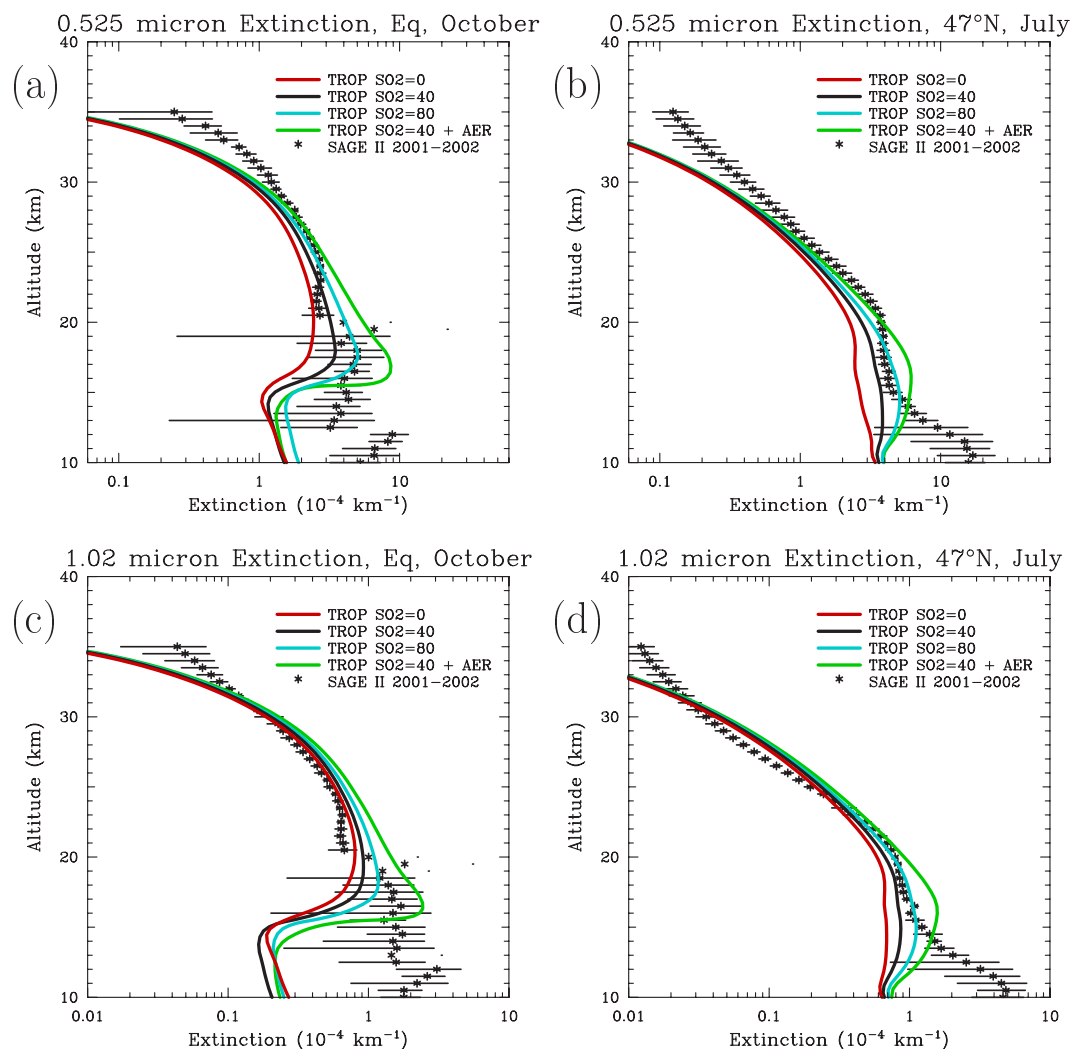 0.525 micron Extinction, Eq, October
(a)
40
30
20
10
Altitude (km)
TROP SO2=0
TROP SO2=40
TROP SO2=80
TROP SO2=40 + AER
SAGE II 2001-2002
0.1
1
10
Extinction (10⁻⁴ km⁻¹)
0.525 micron Extinction, 47°N, July
(b)
40
30
20
10
Altitude (km)
TROP SO2=0
TROP SO2=40
TROP SO2=80
TROP SO2=40 + AER
SAGE II 2001-2002
0.1
1
10
Extinction (10⁻⁴ km⁻¹)
1.02 micron Extinction, Eq, October
(c)
40
30
20
10
Altitude (km)
TROP SO2=0
TROP SO2=40
TROP SO2=80
TROP SO2=40 + AER
SAGE II 2001-2002
0.01
0.1
1
10
Extinction (10⁻⁴ km⁻¹)
1.02 micron Extinction, 47°N, July
(d)
40
30
20
10
Altitude (km)
TROP SO2=0
TROP SO2=40
TROP SO2=80
TROP SO2=40 + AER
SAGE II 2001-2002
0.01
0.1
1
10
Extinction (10⁻⁴ km⁻¹)